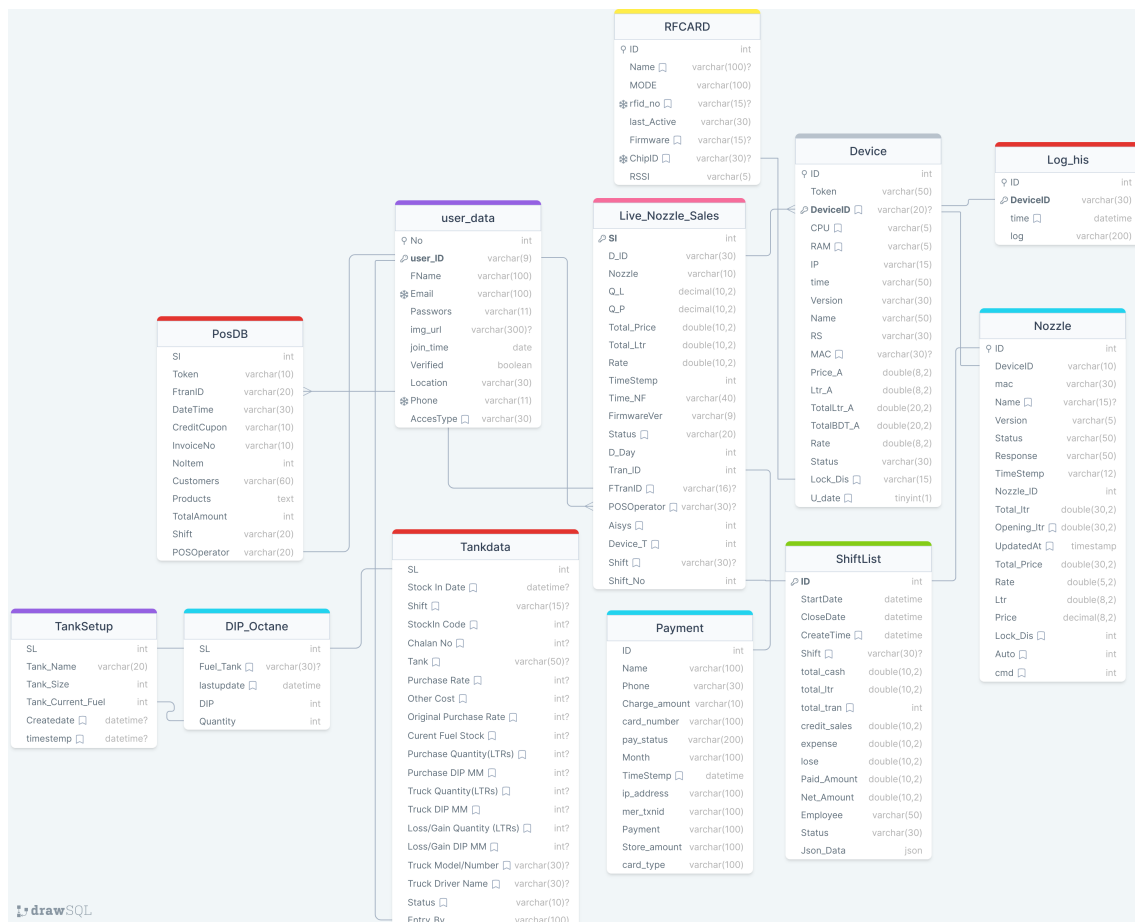 RFCARD
ID int
Name varchar(100)?
MODE varchar(100)
rfid_no varchar(15)?
last_Active varchar(30)
Firmware varchar(15)?
ChipID varchar(30)?
RSSI varchar(5)
Device
ID int
Token varchar(50)
DeviceID varchar(20)?
CPU varchar(5)
RAM varchar(5)
IP varchar(15)
time varchar(50)
Version varchar(30)
Name varchar(50)
RS varchar(30)
MAC varchar(30)?
Price_A double(8,2)
Ltr_A double(8,2)
TotalLtr_A double(20,2)
TotalBDT_A double(20,2)
Rate double(8,2)
Status varchar(30)
Lock_Dis varchar(15)
U_date tinyint(1)
Log_his
ID int
DeviceID varchar(30)
time datetime
log varchar(200)
user_data
No int
user_ID varchar(9)
FName varchar(100)
Email varchar(100)
Passwors varchar(11)
img_url varchar(300)?
join_time date
Verified boolean
Location varchar(30)
Phone varchar(11)
AccesType varchar(30)
Live_Nozzle_Sales
SI int
D_ID varchar(30)
Nozzle varchar(10)
Q_L decimal(10,2)
Q_P decimal(10,2)
Total_Price double(10,2)
Total_Ltr double(10,2)
Rate double(10,2)
TimeStemp int
Time_NF varchar(40)
FirmwareVer varchar(9)
Status varchar(20)
D_Day int
Tran_ID int
FTranID varchar(16)?
POSOperator varchar(30)?
Aisys int
Device_T int
Shift varchar(30)?
Shift_No int
Nozzle
ID int
DeviceID varchar(10)
mac varchar(30)
Name varchar(15)?
Version varchar(5)
Status varchar(50)
Response varchar(50)
TimeStemp varchar(12)
Nozzle_ID int
Total_ltr double(30,2)
Opening_ltr double(30,2)
UpdatedAt timestamp
Total_Price double(30,2)
Rate double(5,2)
Ltr double(8,2)
Price decimal(8,2)
Lock_Dis int
Auto int
cmd int
PosDB
SI int
Token varchar(10)
FtranID varchar(20)
DateTime varchar(30)
CreditCupon varchar(10)
InvoiceNo varchar(10)
NoItem int
Customers varchar(60)
Products text
TotalAmount int
Shift varchar(20)
POSOperator varchar(20)
Tankdata
SL int
Stock In Date datetime?
Shift varchar(15)?
StockIn Code int?
Chalan No int?
Tank varchar(50)?
Purchase Rate int?
Other Cost int?
Original Purchase Rate int?
Curent Fuel Stock int?
Purchase Quantity(LTRs) int?
Purchase DIP MM int?
Truck Quantity(LTRs) int?
Truck DIP MM int?
Loss/Gain Quantity (LTRs) int?
Loss/Gain DIP MM int?
Truck Model/Number varchar(30)?
Truck Driver Name varchar(30)?
Status varchar(10)?
Entry_By varchar(100)
ShiftList
ID int
StartDate datetime
CloseDate datetime
CreateTime datetime
Shift varchar(30)?
total_cash double(10,2)
total_ltr double(10,2)
total_tran int
credit_sales double(10,2)
expense double(10,2)
lose double(10,2)
Paid_Amount double(10,2)
Net_Amount double(10,2)
Employee varchar(50)
Status varchar(30)
Json_Data json
TankSetup
SL int
Tank_Name varchar(20)
Tank_Size int
Tank_Current_Fuel int
Createdate datetime?
timestemp datetime?
DIP_Octane
SL int
Fuel_Tank varchar(30)?
lastupdate datetime
DIP int
Quantity int
Payment
ID int
Name varchar(100)
Phone varchar(30)
Charge_amount varchar(10)
card_number varchar(100)
pay_status varchar(200)
Month varchar(100)
TimeStemp datetime
ip_address varchar(100)
mer_txnid varchar(100)
Payment varchar(100)
Store_amount varchar(100)
card_type varchar(100)
drawSQL